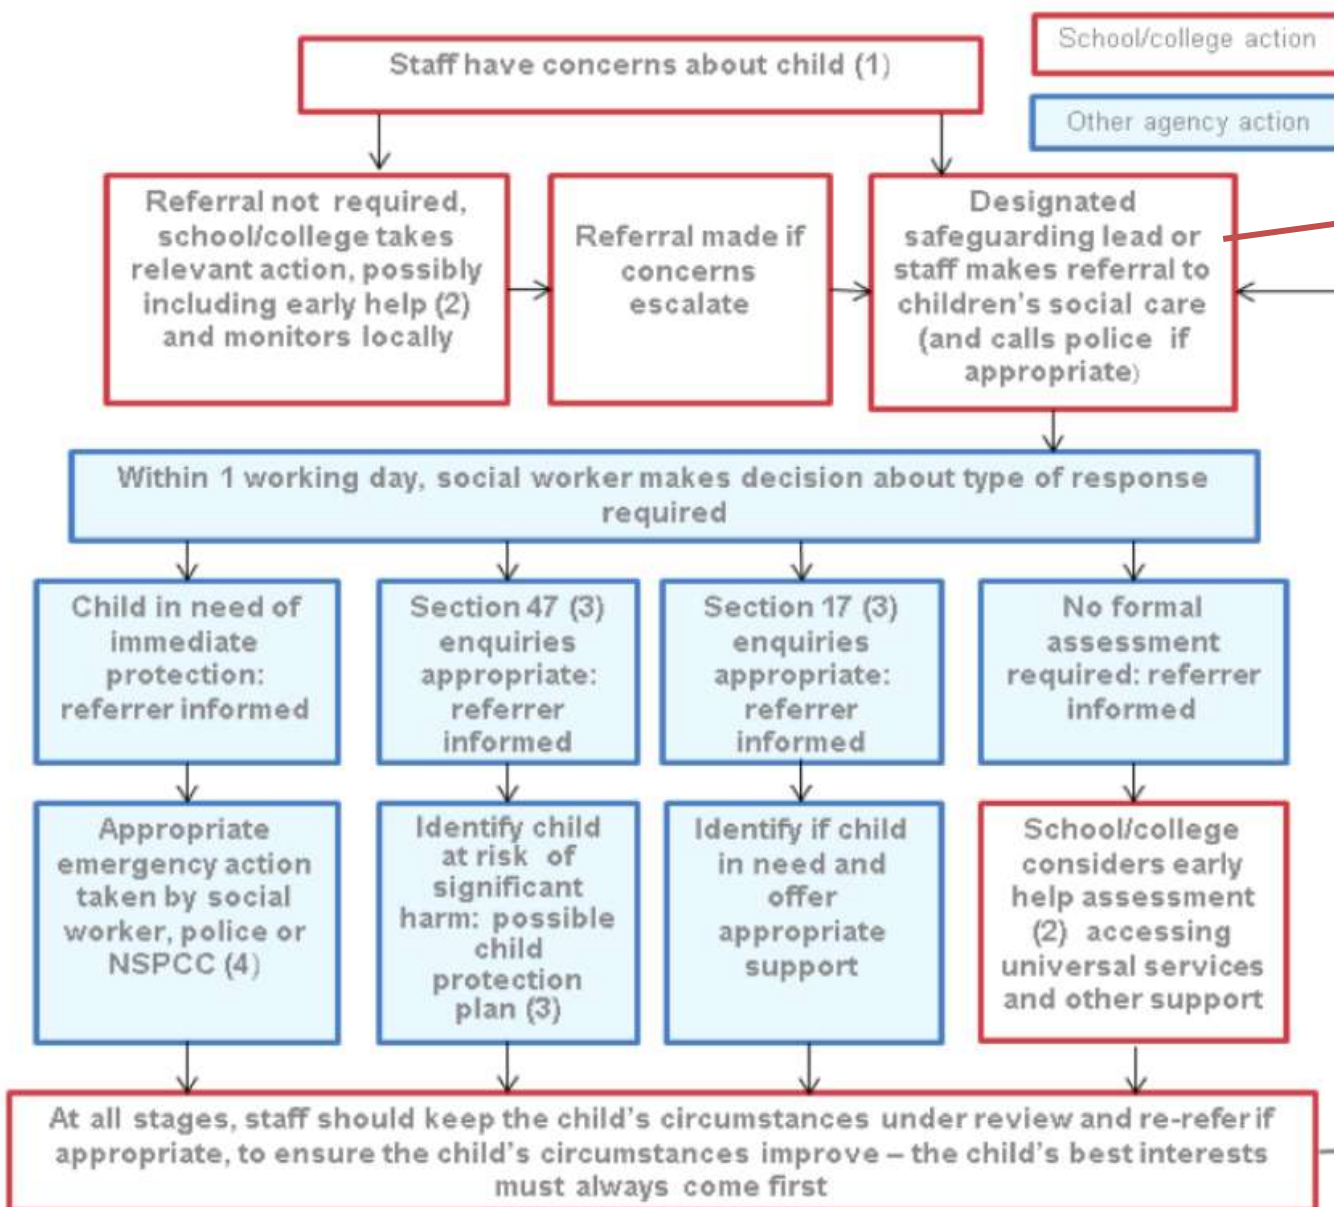 School/college action
Staff have concerns about child (1)
Other agency action
Referral not required,
school/college takes
relevant action, possibly
including early help (2)
and monitors locally
Referral made if
concerns
escalate
Designated
safeguarding lead or
staff makes referral to
children's social care
(and calls police if
appropriate)
Within 1 working day, social worker makes decision about type of response
required
Child in need of
immediate
protection:
referrer informed
Section 47 (3)
enquiries
appropriate:
referrer
informed
Section 17 (3)
enquiries
appropriate:
referrer
informed
No formal
assessment
required: referrer
informed
Appropriate
emergency action
taken by social
worker, police or
NSPCC (4)
Identify child
at risk of
significant
harm: possible
child
protection
plan (3)
Identify if child
in need and
offer
appropriate
support
School/college
considers early
help assessment
(2) accessing
universal services
and other support
At all stages, staff should keep the child's circumstances under review and re-refer if
appropriate, to ensure the child's circumstances improve – the child's best interests
must always come first